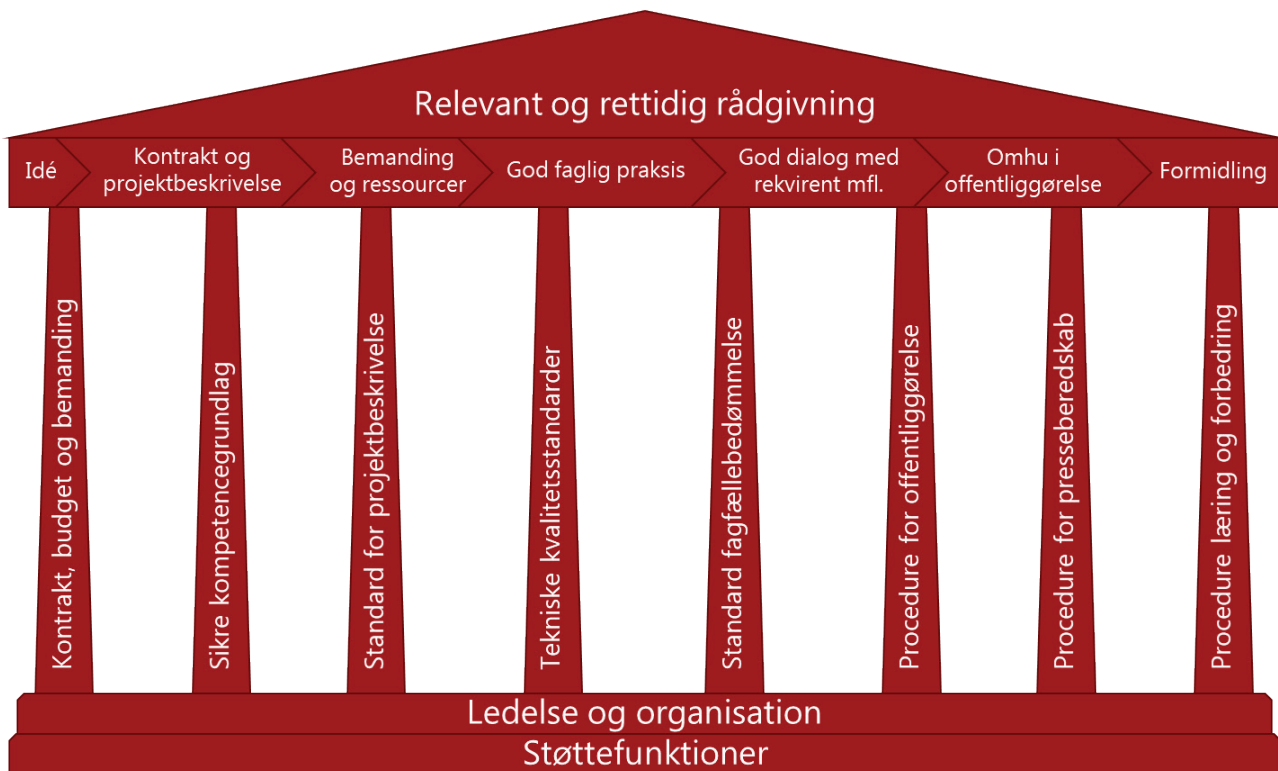 Relevant og rettidig rådgivning
Idé
Kontrakt og
projektbeskrivelse
Bemanding
og ressourcer
God faglig praksis
God dialog med
rekvirent mfl.
Omhu i
offentliggørelse
Formidling
Kontrakt, budget og bemanding
Sikre kompetencegrundlag
Standard for projektbeskrivelse
Tekniske kvalitetsstandarder
Standard fagfællebedømmelse
Procedure for offentliggørelse
Procedure for presseberedskab
Procedure læring og forbedring
Ledelse og organisation
Støttefunktioner